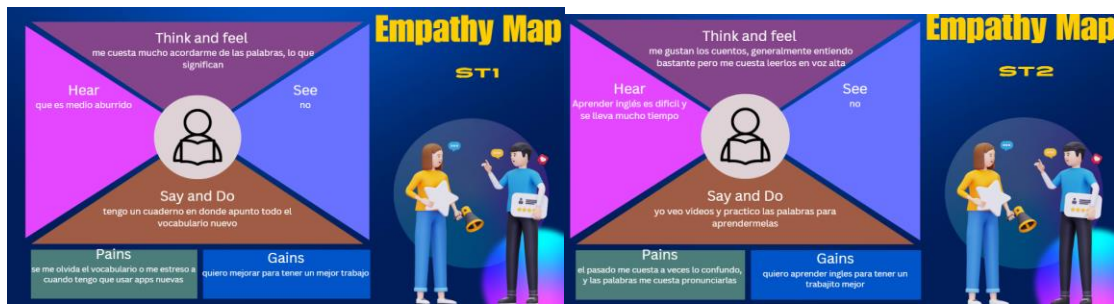 Empathy Map
ST1
Think and feel
me cuesta mucho acordarme de las palabras, lo que
significan
Hear
que es medio aburrido
See
no
Say and Do
tengo un cuaderno en donde apunto todo el
vocabulario nuevo
Pains
se me olvida el vocabulario o me estreso a
cuando tengo que usar apps nuevas
Gains
quiero mejorar para tener un mejor trabajo
Empathy Map
ST2
Think and feel
me gustan los cuentos, generalmente entiendo
bastante pero me cuesta leerlos en voz alta
Hear
Aprender inglés es dificil y
se lleva mucho tiempo
See
no
Say and Do
yo veo videos y practico las palabras para
aprendermelas
Pains
el pasado me cuesta a veces lo confundo,
y las palabras me cuesta pronunciarlas
Gains
quiero aprender ingles para tener un
trabajito mejor